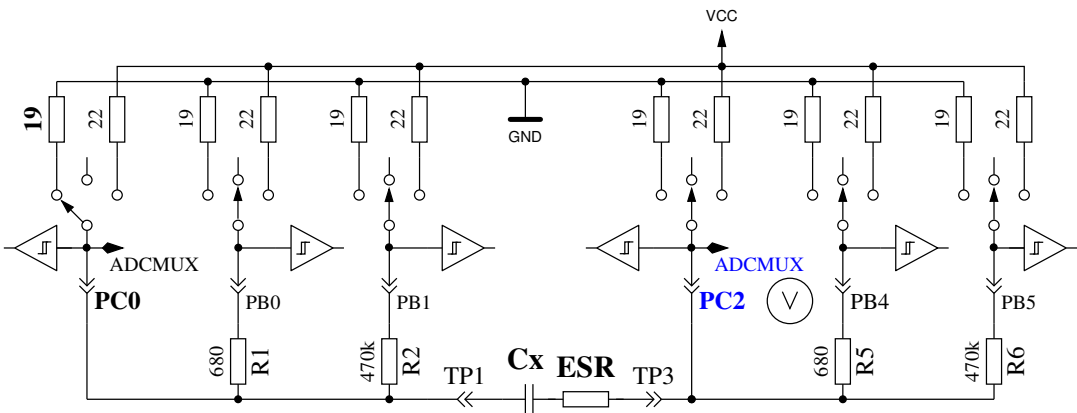 VCC
19
22
19
22
19
22
GND
19
22
19
22
19
22
ADCMUX
ADCMUX
PC0
PB0
PB1
PC2
V
PB4
PB5
680
R1
470k
R2
TP1
Cx
ESR
TP3
680
R5
470k
R6